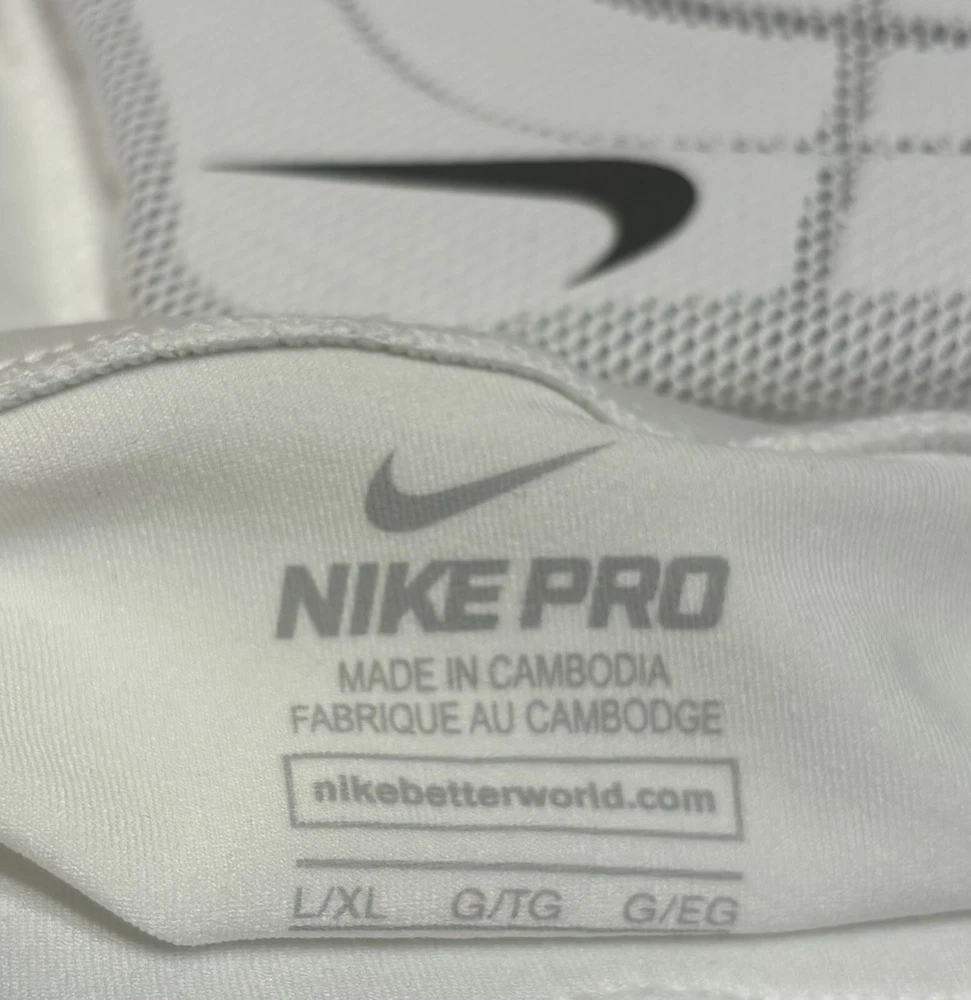 NIKE PRO
MADE IN CAMBODIA
FABRIQUE AU CAMBODGE
nikebetterworld.com
L/XL G/TG G/EG